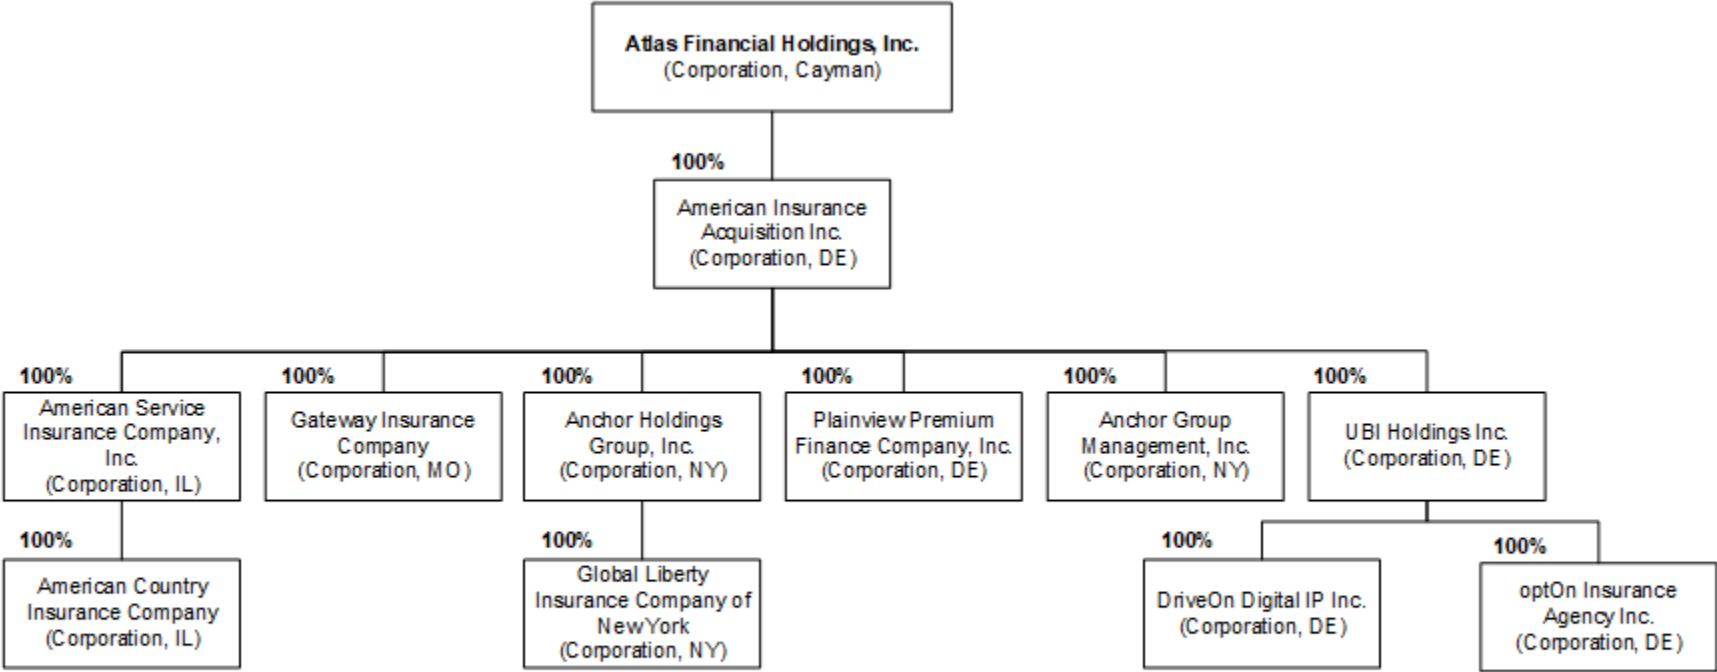 Atlas Financial Holdings, Inc.
(Corporation, Cayman)
100%
American Insurance
Acquisition Inc.
(Corporation, DE)
100%
American Service
Insurance Company,
Inc.
(Corporation, IL)
100%
Gateway Insurance
Company
(Corporation, MO)
100%
Anchor Holdings
Group, Inc.
(Corporation, NY)
100%
Plainview Premium
Finance Company, Inc.
(Corporation, DE)
100%
Anchor Group
Management, Inc.
(Corporation, NY)
100%
UBI Holdings Inc.
(Corporation, DE)
100%
American Country
Insurance Company
(Corporation, IL)
100%
Global Liberty
Insurance Company of
New York
(Corporation, NY)
100%
DriveOn Digital IP Inc.
(Corporation, DE)
100%
optOn Insurance
Agency Inc.
(Corporation, DE)